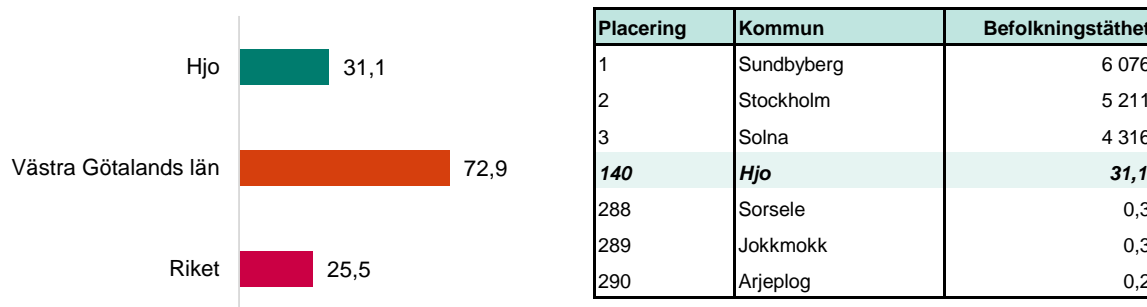 Hjo 31,1
Västra Götalands län 72,9
Riket 25,5
Placering Kommun Befolkningstäthet
1 Sundbyberg 6 076
2 Stockholm 5 211
3 Solna 4 316
140 Hjo 31,1
288 Sorsele 0,3
289 Jokkmokk 0,3
290 Arjeplog 0,2